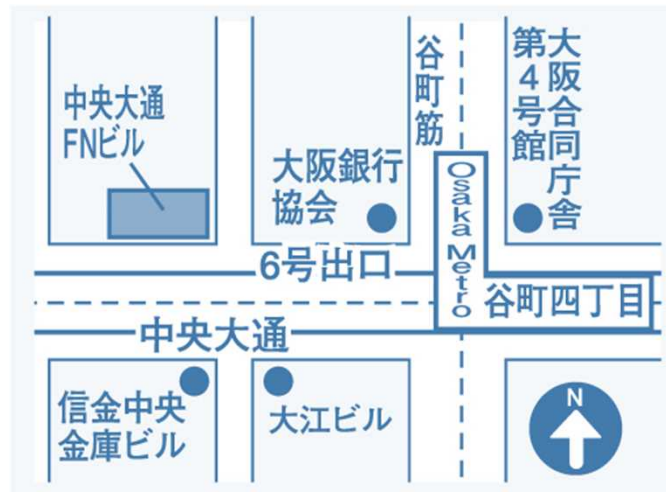 中央大通
FNビル
大阪銀行
協会
谷町筋
大阪合同庁舎
第4号館
Osaka Metro
谷町四丁目
6号出口
中央大通
信金中央
金庫ビル
大江ビル
N